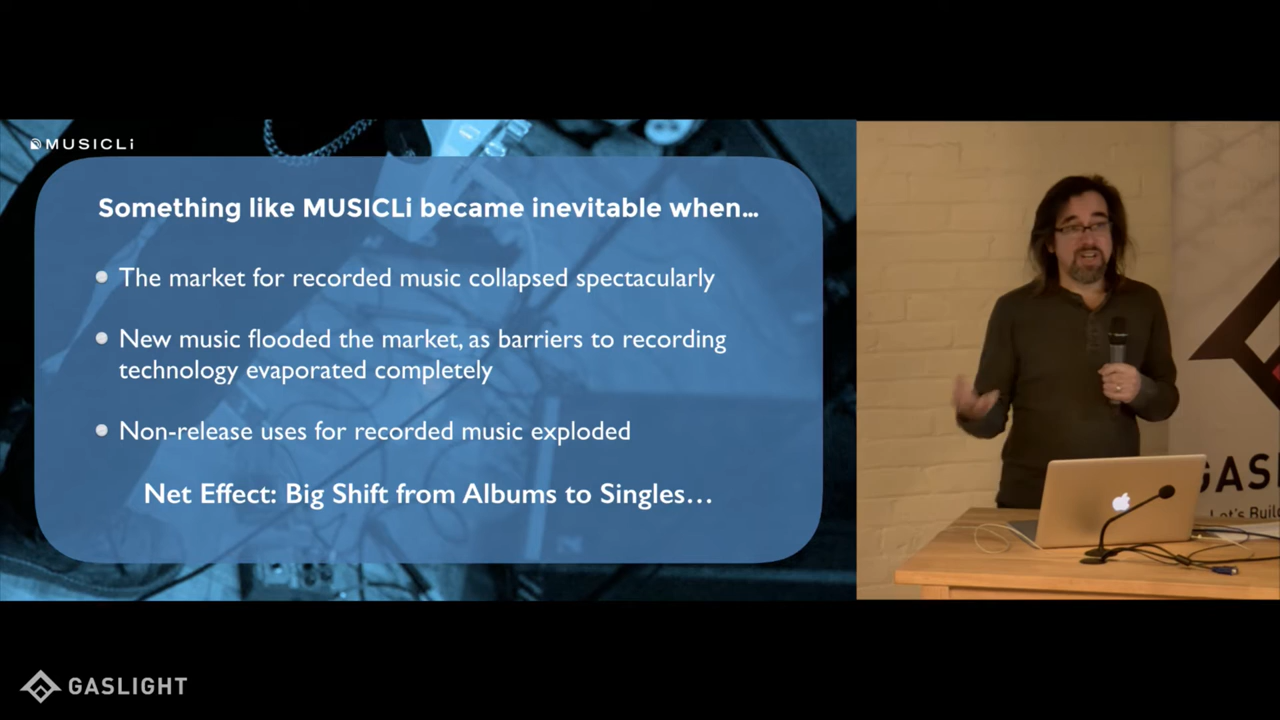 MUSICLi
Something like MUSICLi became inevitable when...
The market for recorded music collapsed spectacularly
New music flooded the market, as barriers to recording
technology evaporated completely
Non-release uses for recorded music exploded
Net Effect: Big Shift from Albums to Singles...
GASLIGHT